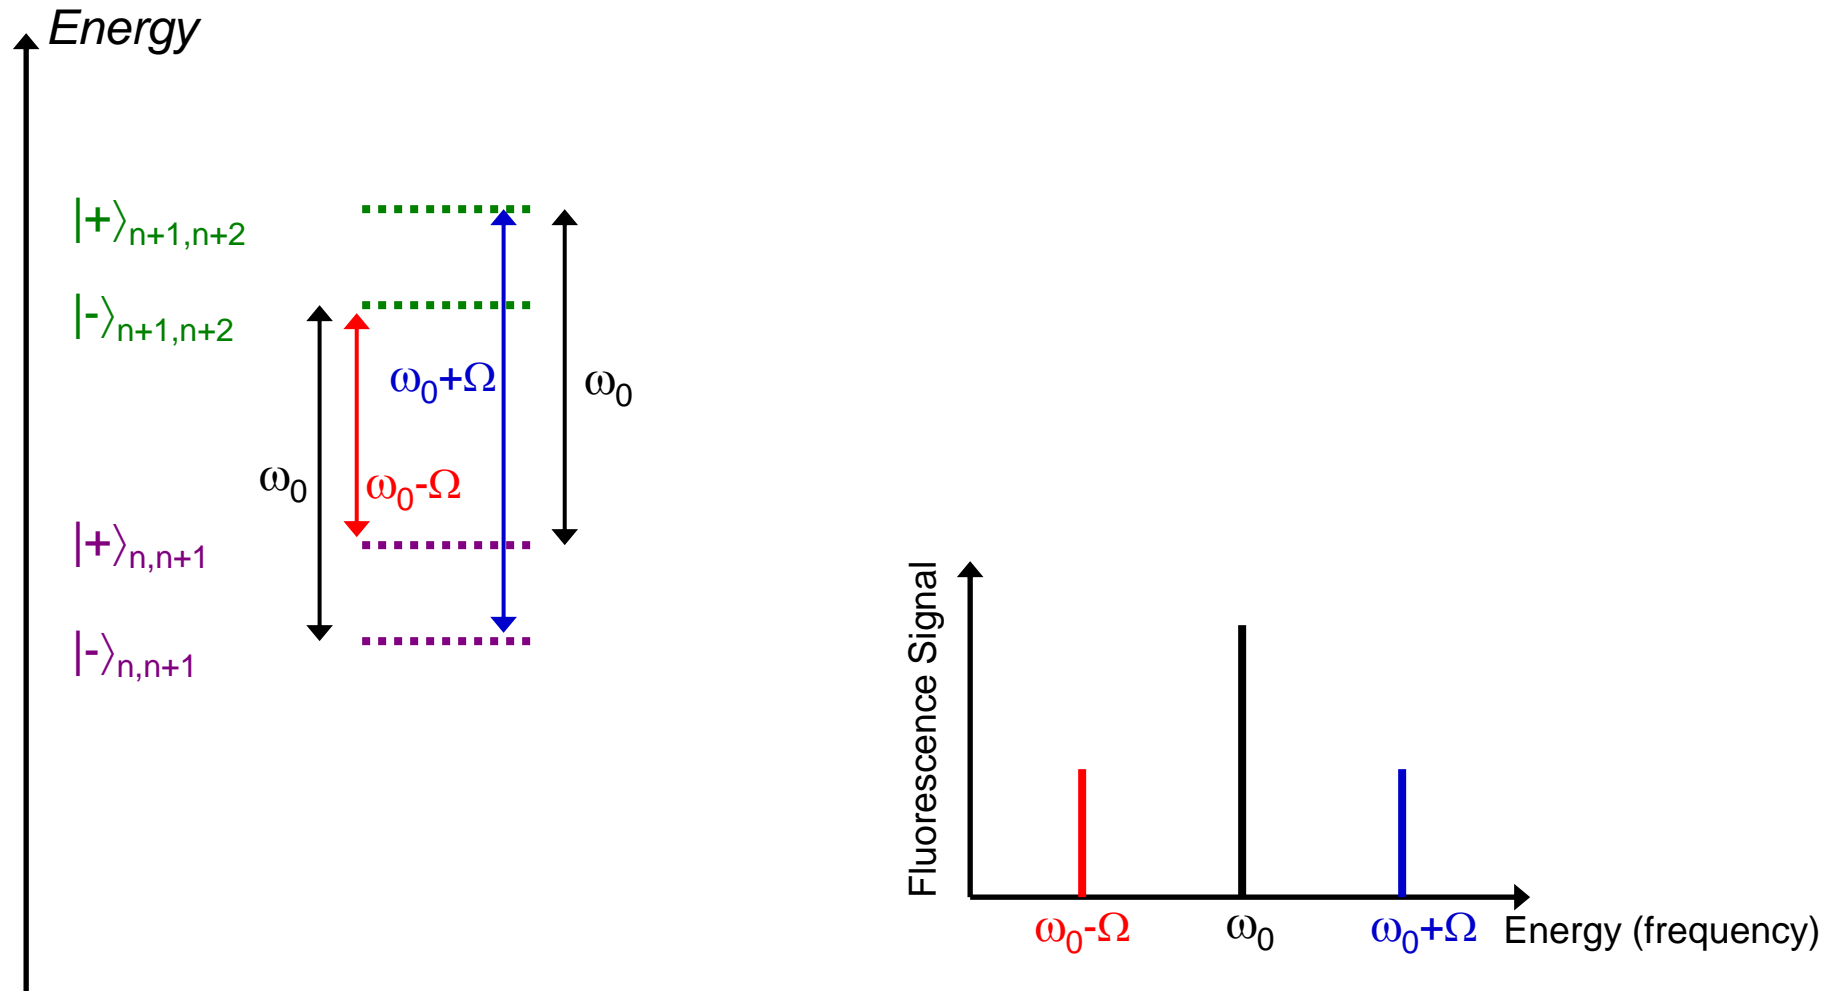 Energy
|+⟩n+1,n+2
|-⟩n+1,n+2
ω0+Ω
ω0
ω0
ω0-Ω
|+⟩n,n+1
|-⟩n,n+1
Fluorescence Signal
ω0-Ω
ω0
ω0+Ω
Energy (frequency)